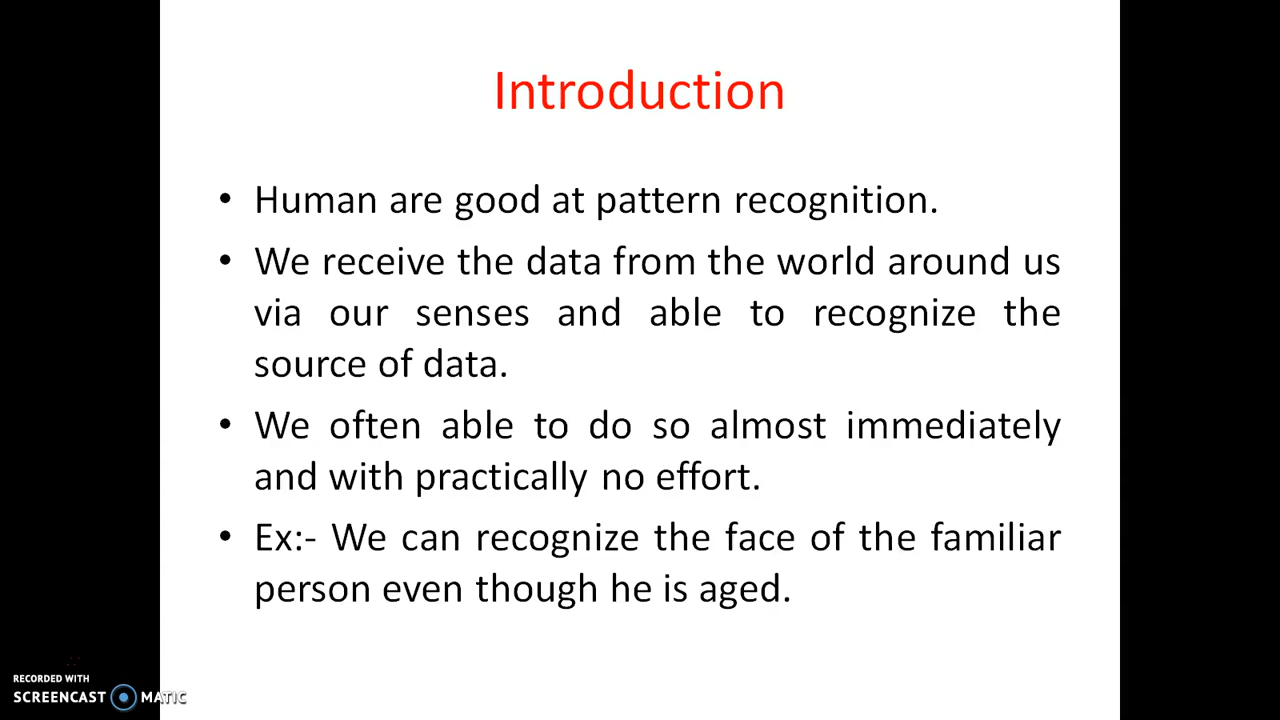 Introduction
• Human are good at pattern recognition.
• We receive the data from the world around us
via our senses and able to recognize the
source of data.
• We often able to do so almost immediately
and with practically no effort.
• Ex:- We can recognize the face of the familiar
person even though he is aged.
RECORDED WITH
SCREENCAST MATIC